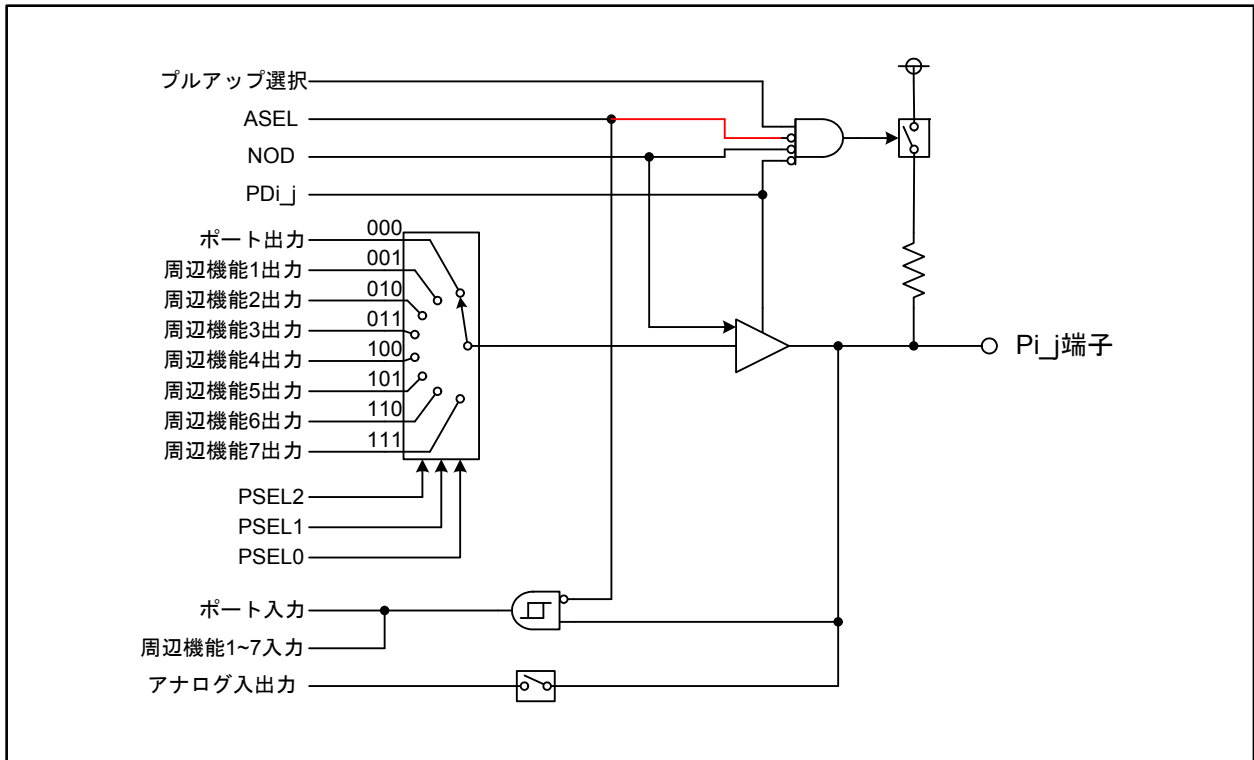 プルアップ選択
ASEL
NOD
PDi_j
ポート出力 000
周辺機能1出力 001
周辺機能2出力 010
周辺機能3出力 011
周辺機能4出力 100
周辺機能5出力 101
周辺機能6出力 110
周辺機能7出力 111
Pi_j端子
PSEL2
PSEL1
PSEL0
ポート入力
周辺機能1~7入力
アナログ入出力